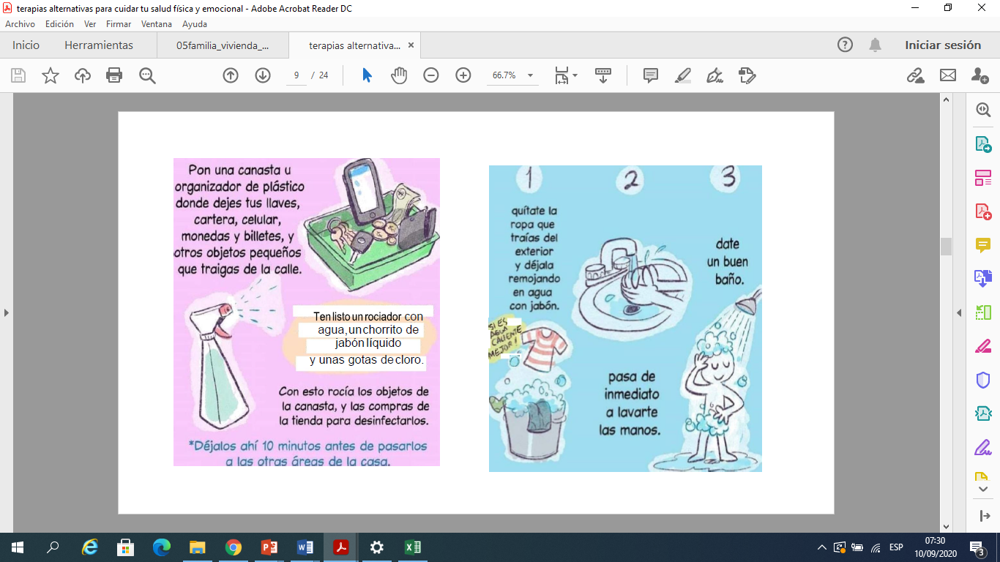 terapias alternativas para cuidar tu salud física y emocional - Adobe Acrobat Reader DC
Archivo Edición Ver Firmar Ventana Ayuda
Inicio Herramientas 05familia_vivienda_... terapias alternativa... ×
Iniciar sesión
9 / 24 66.7%
Pon una canasta u
organizador de plástico
donde dejes tus llaves,
cartera, celular,
monedas y billetes, y
otros objetos pequeños
que traigas de la calle.
Ten listo un rociador con
agua, un chorrito de
jabón líquido
y unas gotas de cloro.
Con esto rocía los objetos de
la canasta, y las compras de
la tienda para desinfectarlos.
*Déjalos ahí 10 minutos antes de pasarlos
a las otras áreas de la casa.
1 2 3
quítate la
ropa que
traías del
exterior
y déjala
remojando
en agua
con jabón.
SI ES
AGUA
CALIENTE
MEJOR!
pasa de
inmediato
a lavarte
las manos.
date
un buen
baño.
ESP
07:30
10/09/2020
3